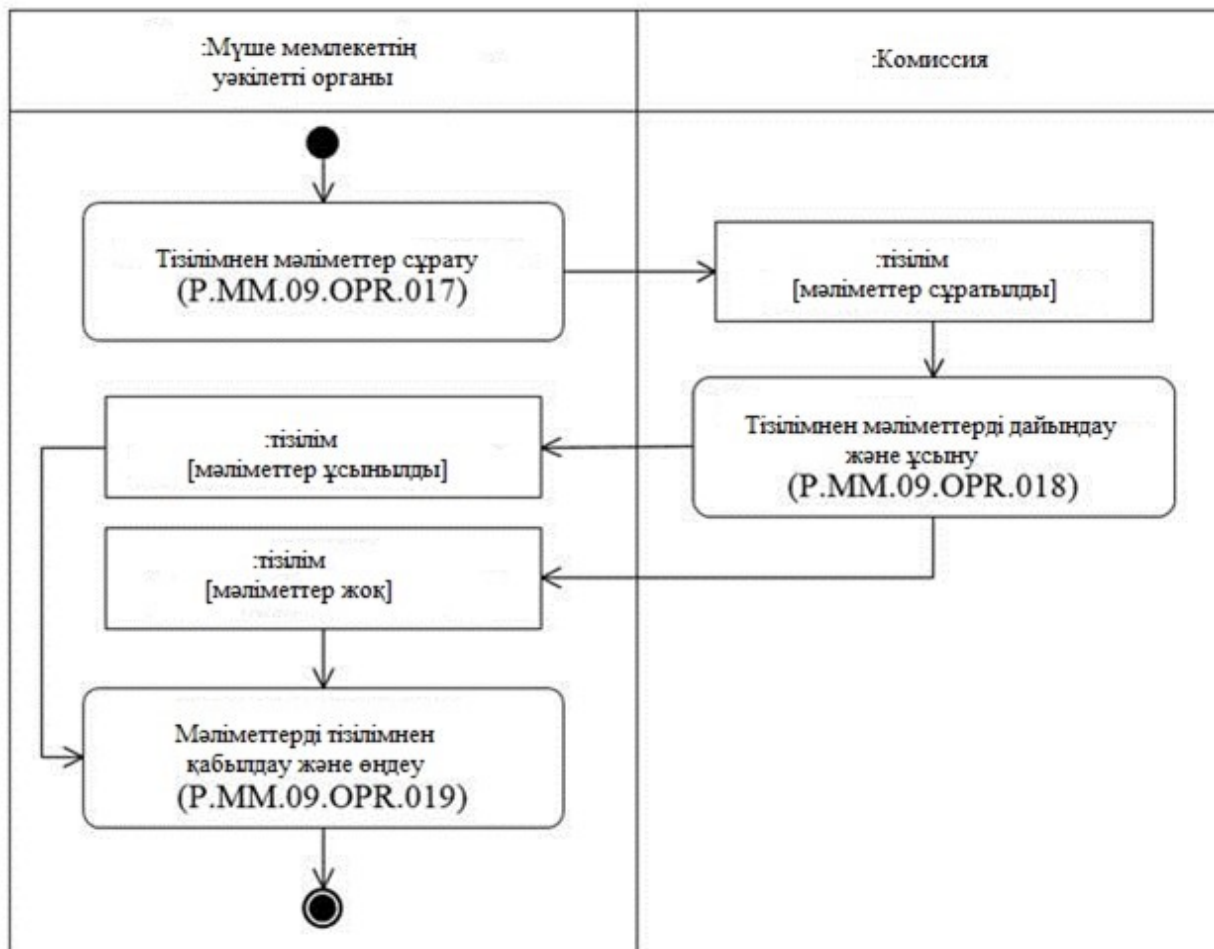 :Мүше мемлекеттің
уәкілетті органы
:Комиссия
Тізілімнен мәліметтер сұрату
(P.MM.09.OPR.017)
:тізілім
[мәліметтер сұратылды]
Тізілімнен мәліметтерді дайындау
және ұсыну
(P.MM.09.OPR.018)
:тізілім
[мәліметтер ұсынылды]
:тізілім
[мәліметтер жоқ]
Мәліметтерді тізілімнен
қабылдау және өңдеу
(P.MM.09.OPR.019)